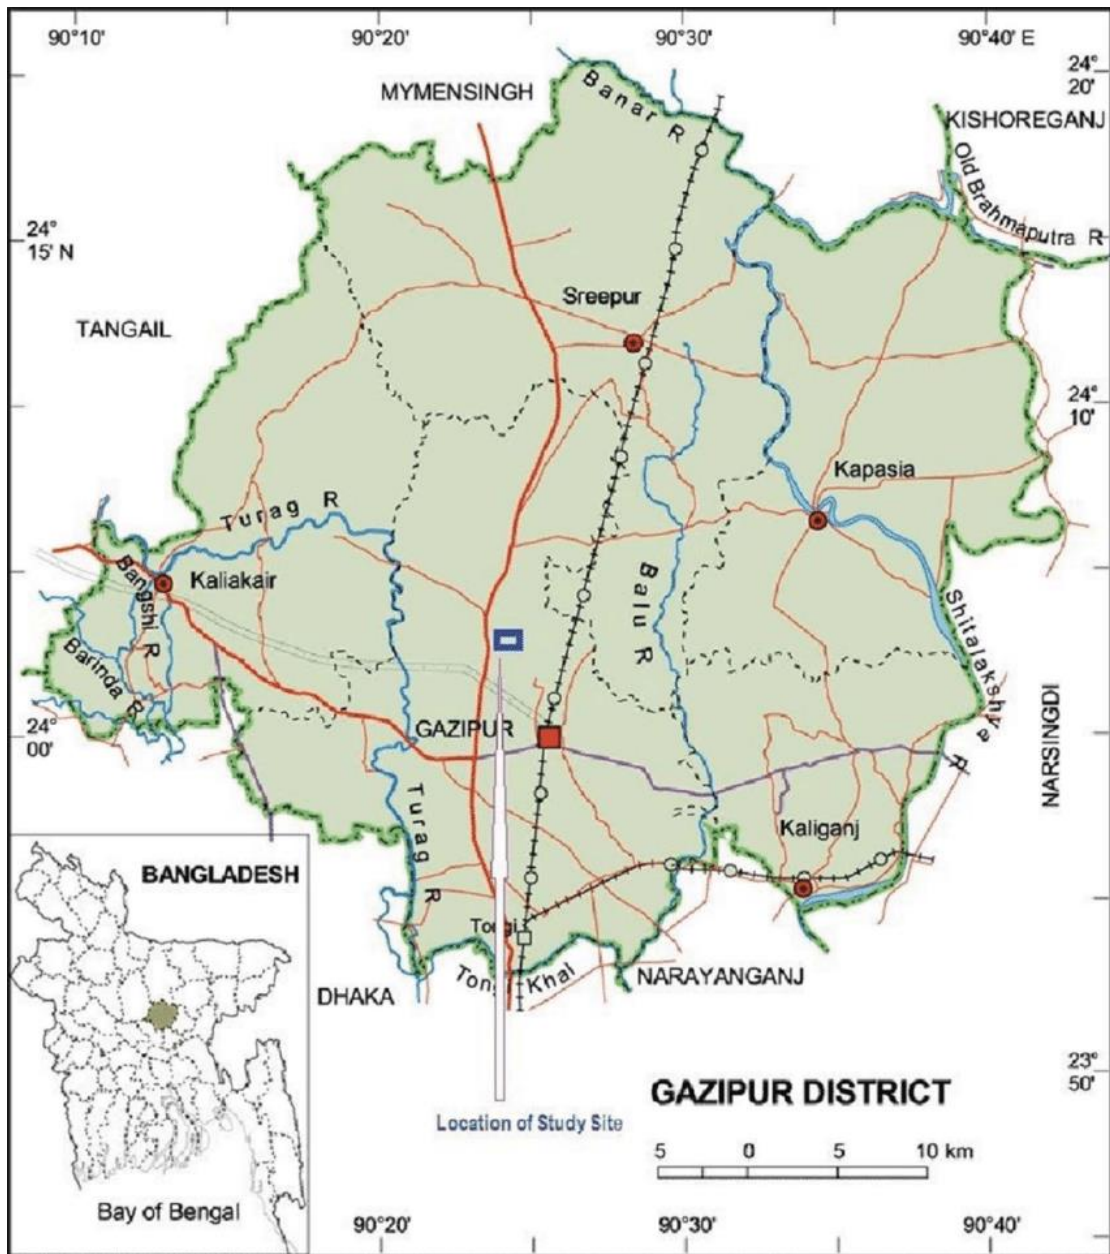 90°10'
90°20'
90°30'
90°40' E
24°
20'
MYMENSINGH
Banar R
KISHOREGANJ
Old Brahmaputra R
24°
15' N
Sreepur
TANGAIL
24°
10'
Kapasia
Turag R
Kaliakair
Bangshi R
Balu R
Shitalakshya R
Barinda R
24°
00'
GAZIPUR
NARSINGDI
Turag R
Kaliganj
BANGLADESH
Tongi
Tongi Khal
DHAKA
NARAYANGANJ
23°
50'
GAZIPUR DISTRICT
Location of Study Site
5 0 5 10 km
Bay of Bengal
90°20'
90°30'
90°40'